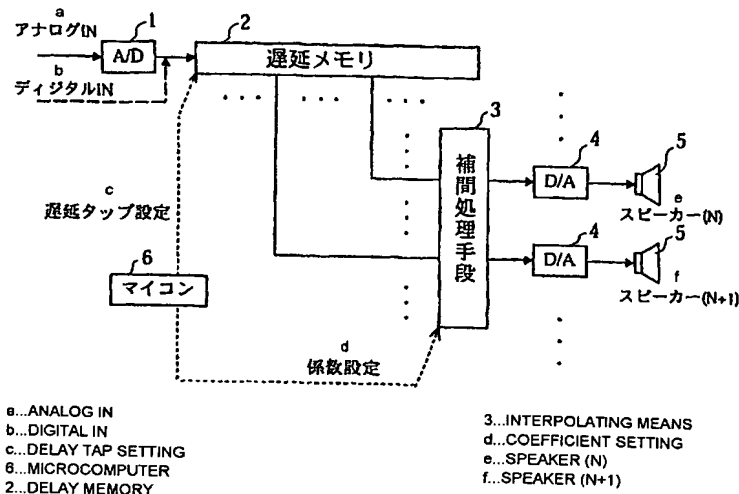 a
アナログIN
1
A/D
2
遅延メモリ
b
ディジタルIN
... ... ...
3
補間処理手段
4
D/A
5
e
スピーカー(N)
c
遅延タップ設定
4
D/A
5
f
スピーカー(N+1)
6
マイコン
d
係数設定
a...ANALOG IN
b...DIGITAL IN
c...DELAY TAP SETTING
6...MICROCOMPUTER
2...DELAY MEMORY
3...INTERPOLATING MEANS
d...COEFFICIENT SETTING
e...SPEAKER (N)
f...SPEAKER (N+1)